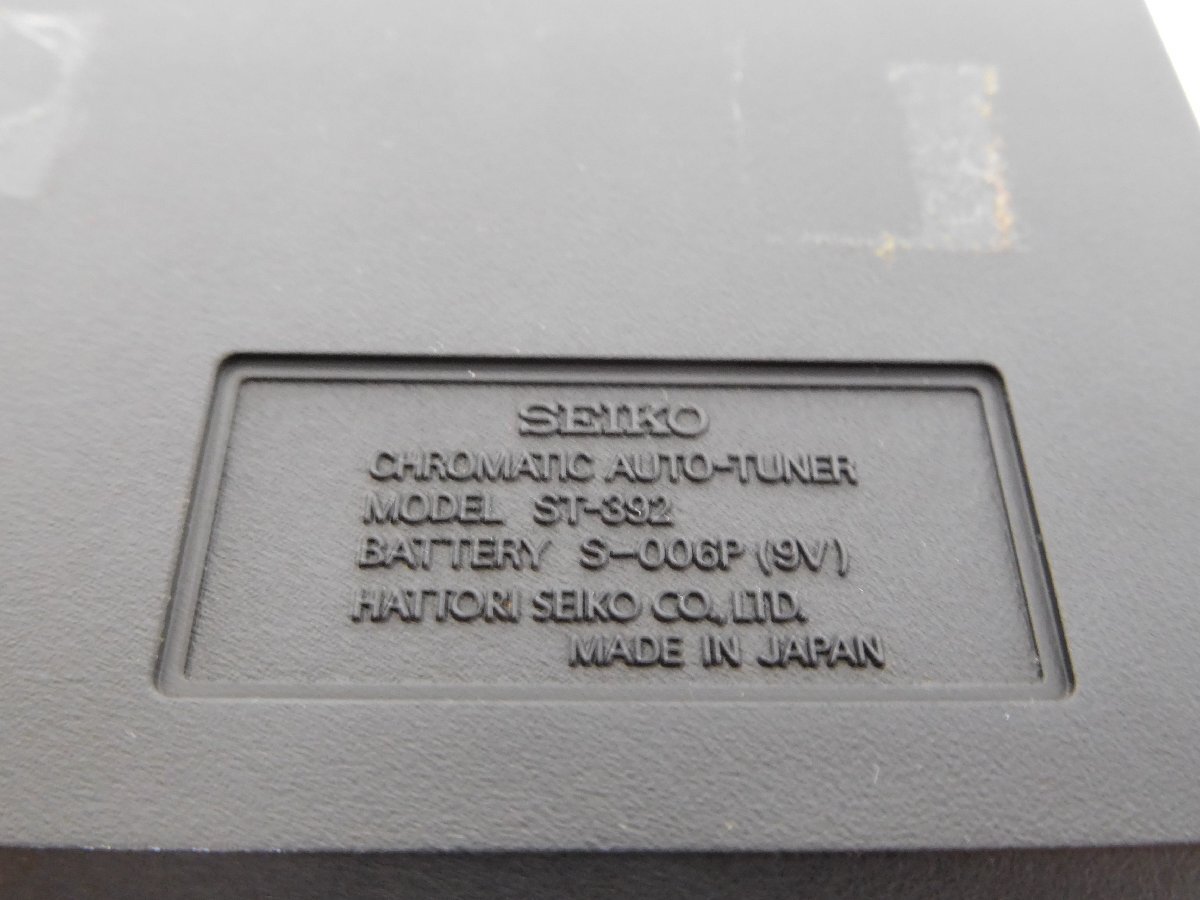 SEIKO
CHROMATIC AUTO-TUNER
MODEL ST-392
BATTERY S-006P (9V)
HATTORI SEIKO CO., LTD.
MADE IN JAPAN